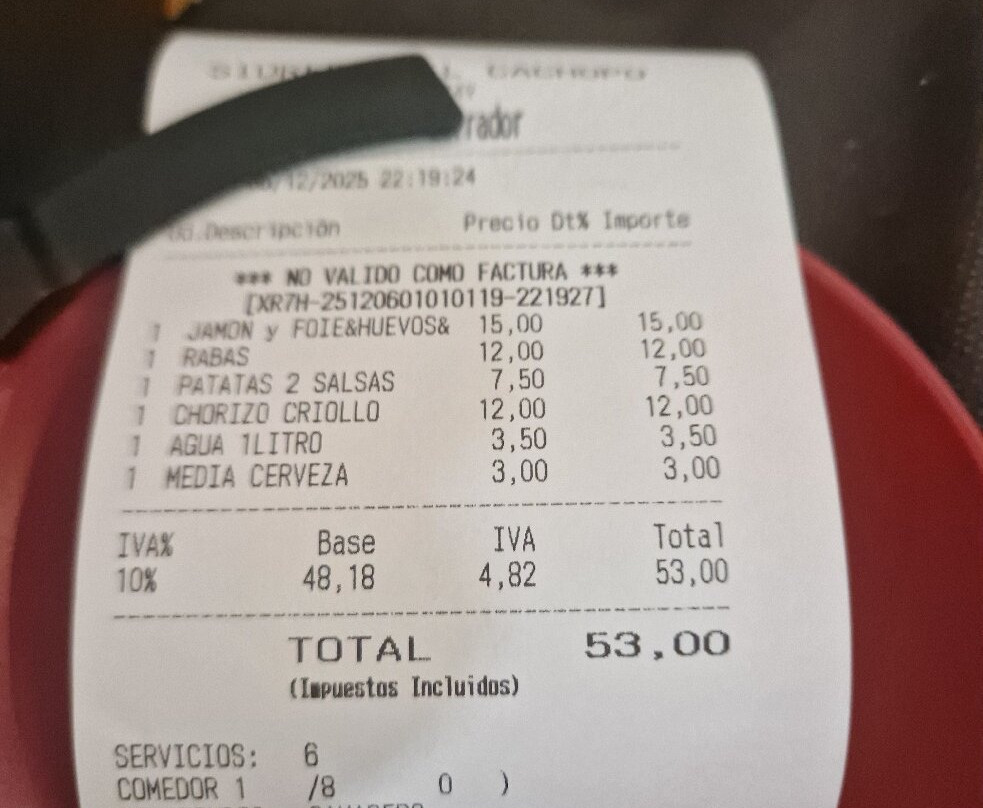 CACHOPO
rador
/12/2025 22:19:24
Descripción Precio Dt% Importe
*** NO VALIDO COMO FACTURA ***
[XR7H-25120601010119-221927]
1 JAMON y FOIE&HUEVOS& 15,00 15,00
1 RABAS 12,00 12,00
1 PATATAS 2 SALSAS 7,50 7,50
1 CHORIZO CRIOLLO 12,00 12,00
1 AGUA 1LITRO 3,50 3,50
1 MEDIA CERVEZA 3,00 3,00
IVA% Base IVA Total
10% 48,18 4,82 53,00
TOTAL 53,00
(Impuestos Incluidos)
SERVICIOS: 6
COMEDOR 1 /8 0 )